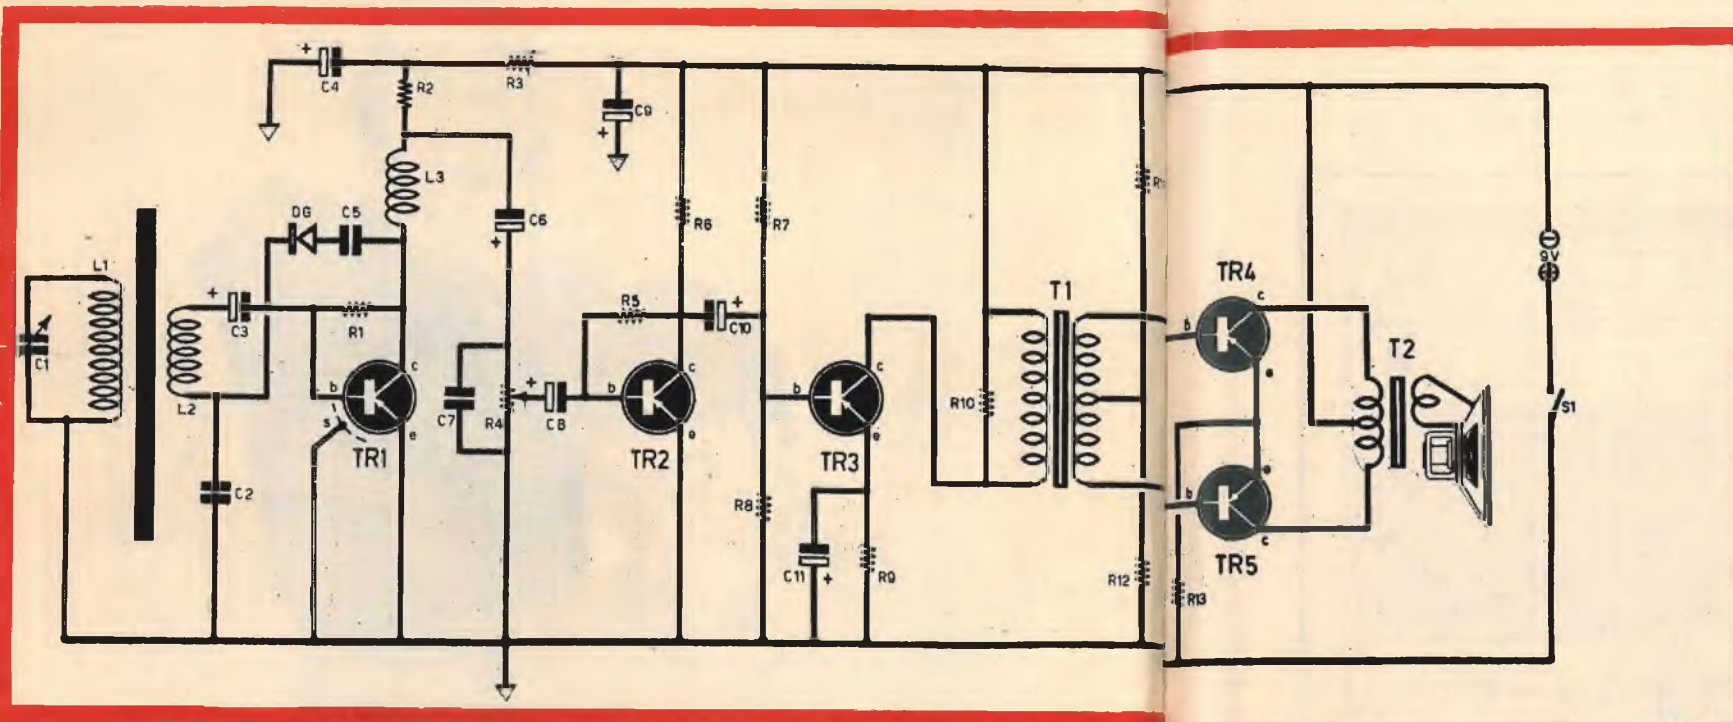 +
C4
R2
R3
C9
+
L3
DG
C5
C6
+
R6
R7
L1
+
C3
R1
C1
L2
b
c
s
e
TR1
C2
C7
R4
+
C8
R5
b
c
e
TR2
+
C10
b
c
e
TR3
R8
C11
+
R9
R10
T1
R12
TR4
b
c
e
T2
9V
S1
b
e
c
TR5
R13